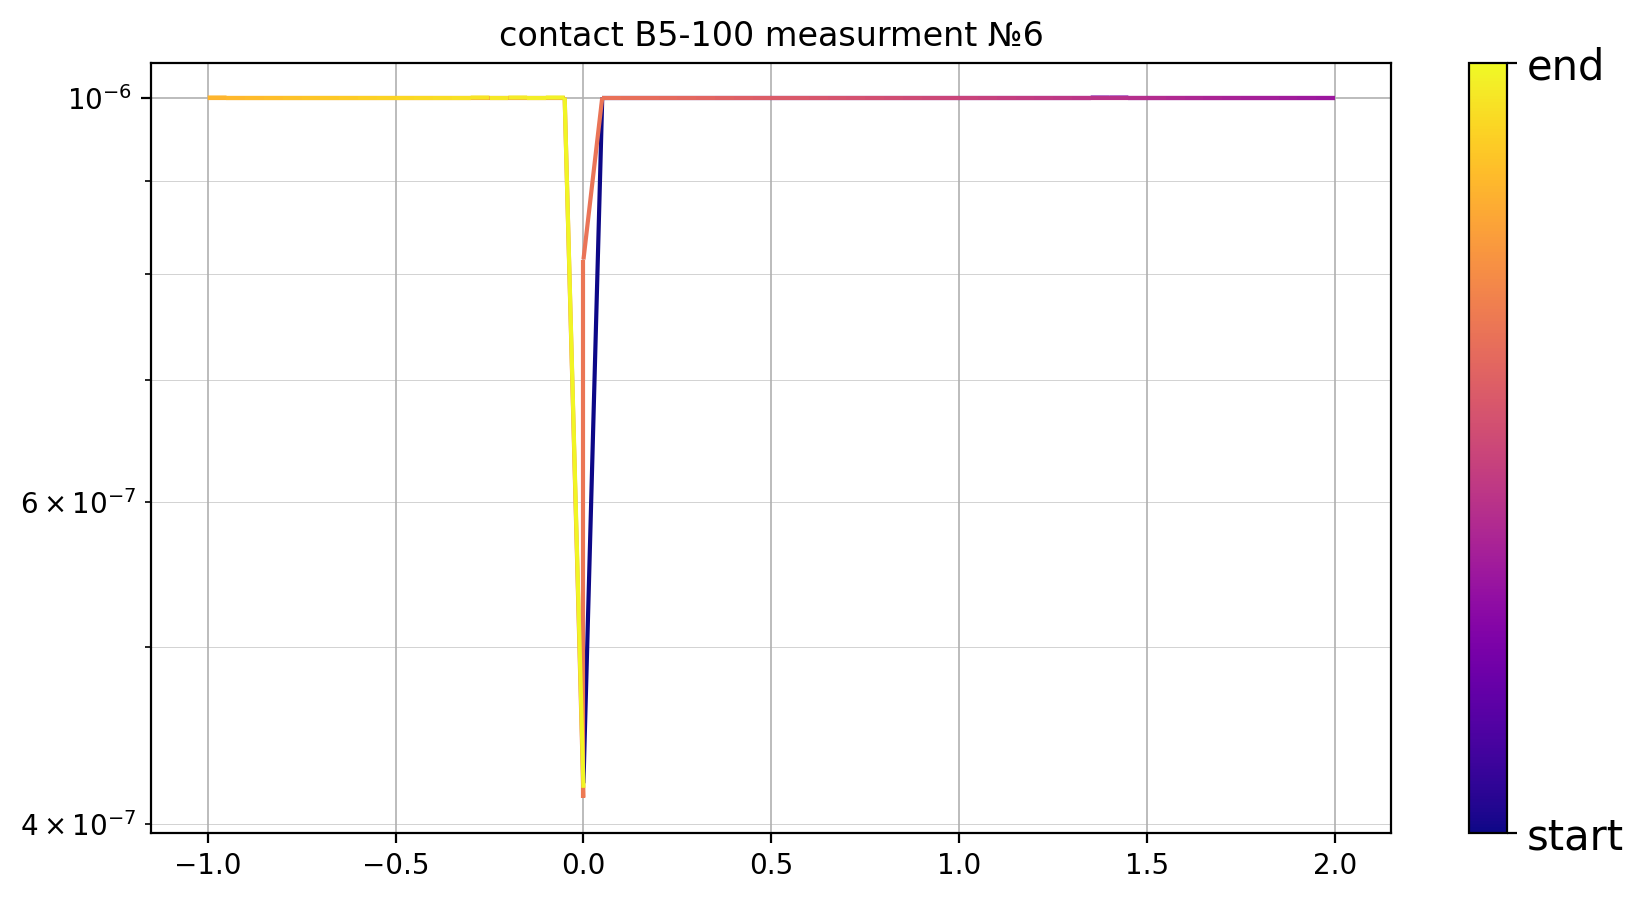 contact B5-100 measurment №6
10⁻⁶
6 × 10⁻⁷
4 × 10⁻⁷
−1.0 −0.5 0.0 0.5 1.0 1.5 2.0
end
start